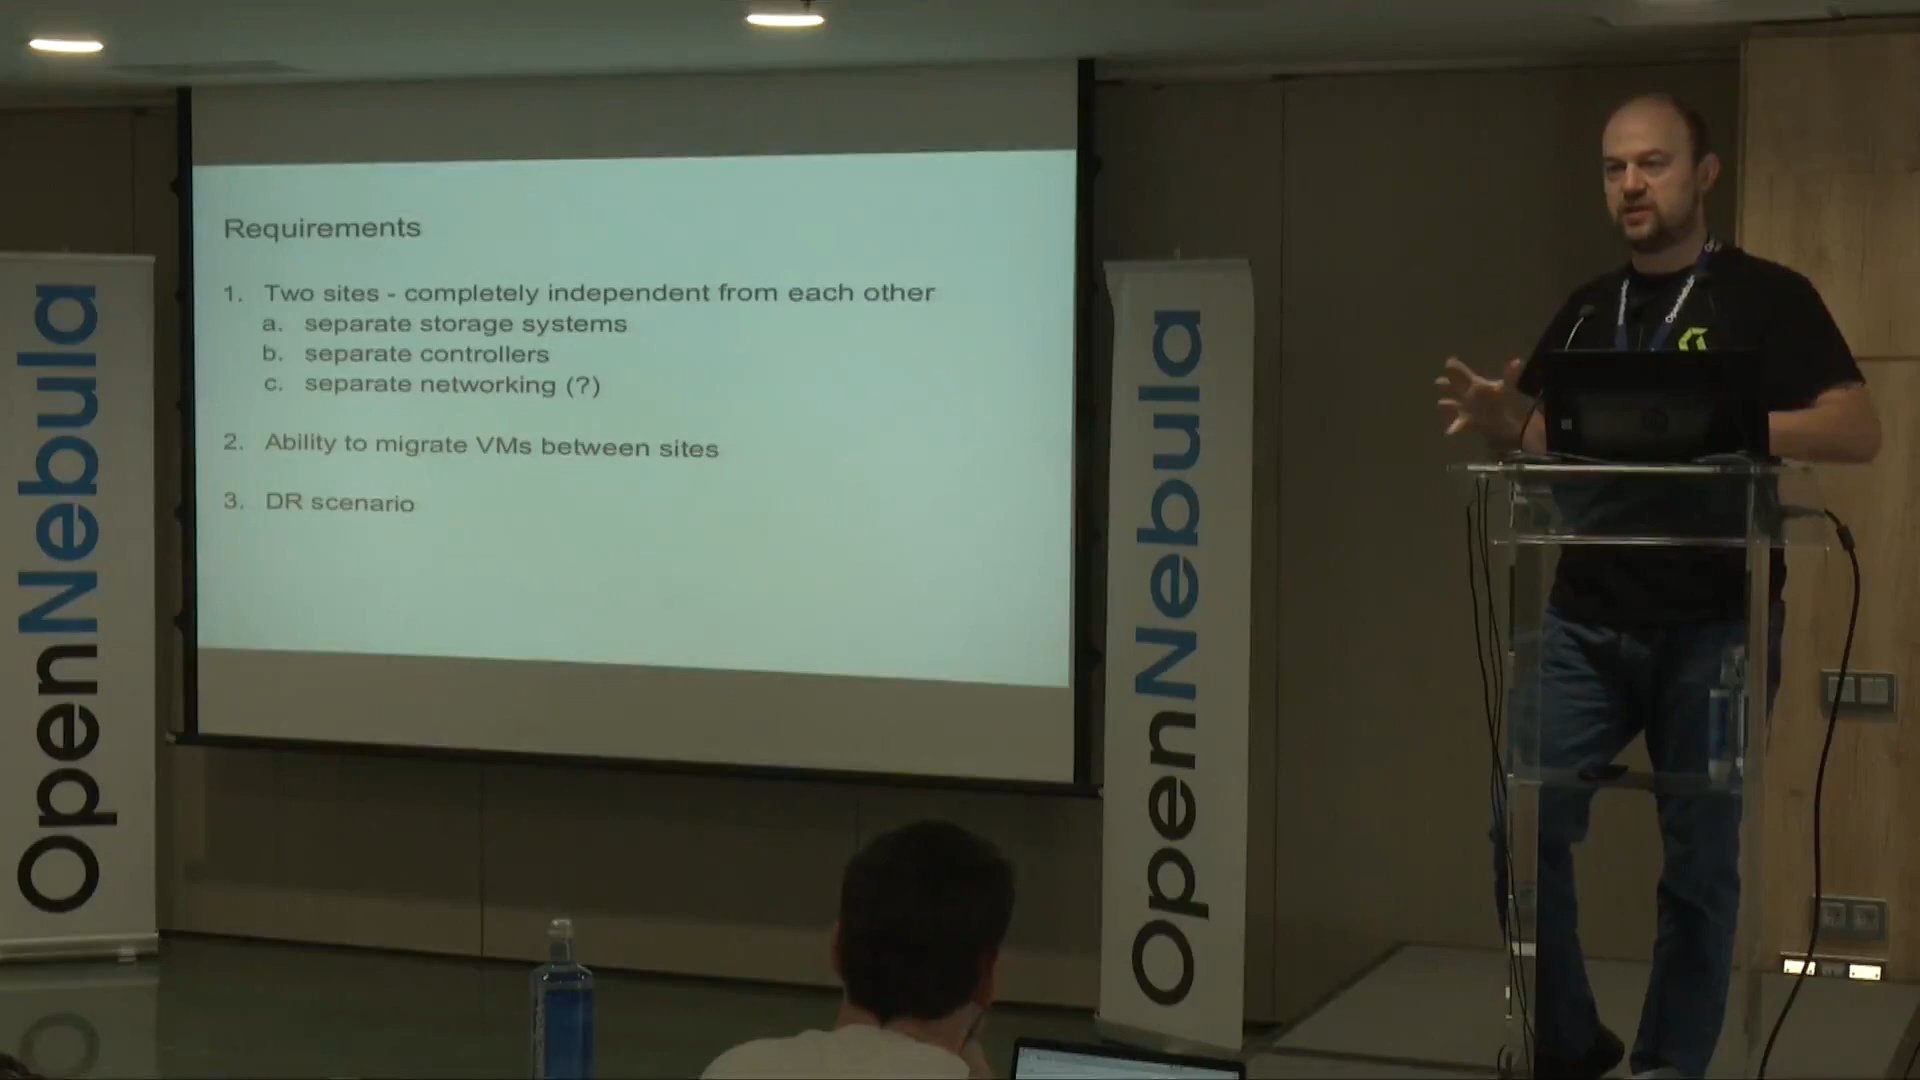 Requirements
1. Two sites - completely independent from each other
a. separate storage systems
b. separate controllers
c. separate networking (?)
2. Ability to migrate VMs between sites
3. DR scenario
OpenNebula
OpenNebula